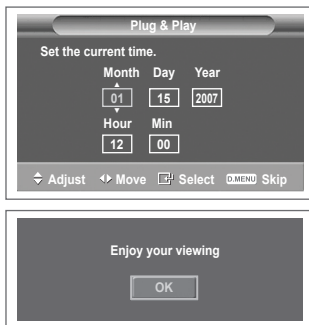 Plug & Play
Set the current time.
Month Day Year
01 15 2007
Hour Min
12 00
Adjust Move Select D.MENU Skip
Enjoy your viewing
OK